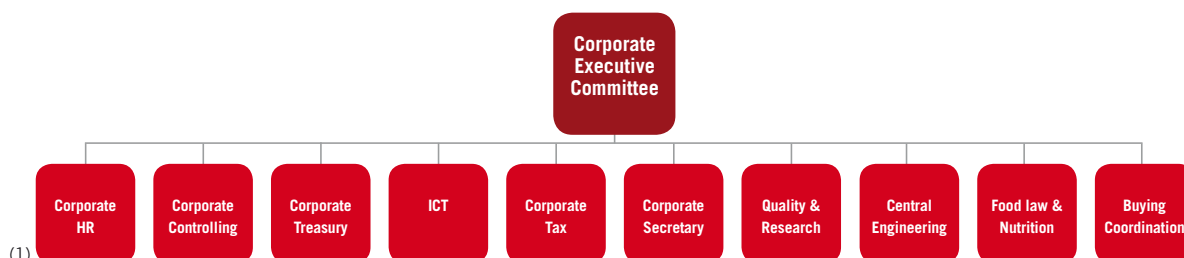 Corporate
Executive
Committee
Corporate
HR
Corporate
Controlling
Corporate
Treasury
ICT
Corporate
Tax
Corporate
Secretary
Quality &
Research
Central
Engineering
Food law &
Nutrition
Buying
Coordination
(1)